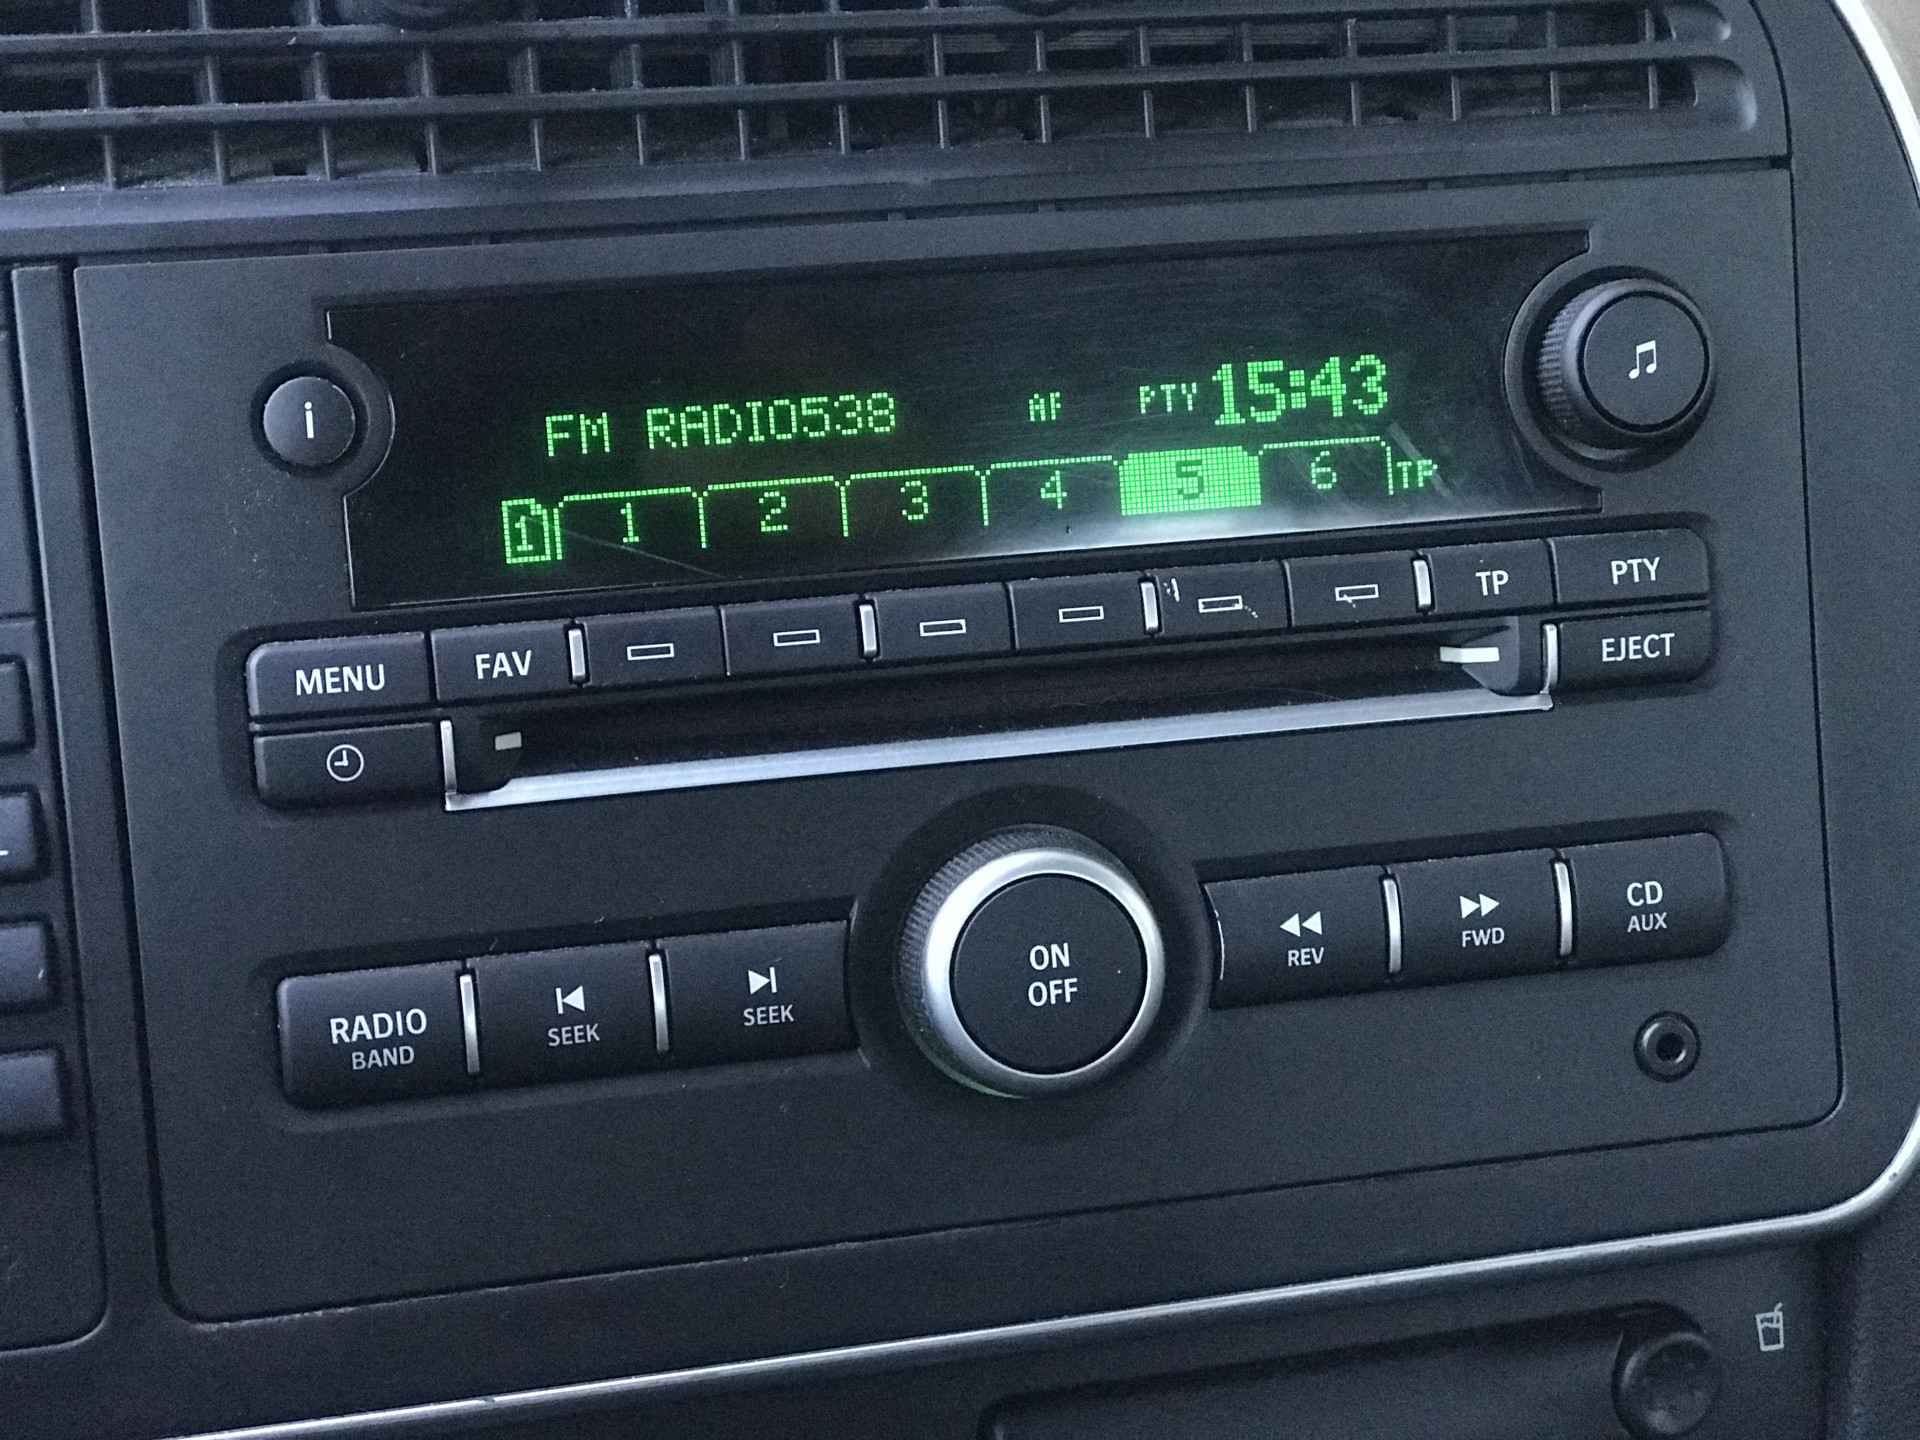 FM RADIO538 AF PTY 15:43
1 1 2 3 4 5 6 TP
i
MENU FAV TP PTY
EJECT
RADIO BAND
SEEK
SEEK
ON
OFF
REV
FWD
CD
AUX